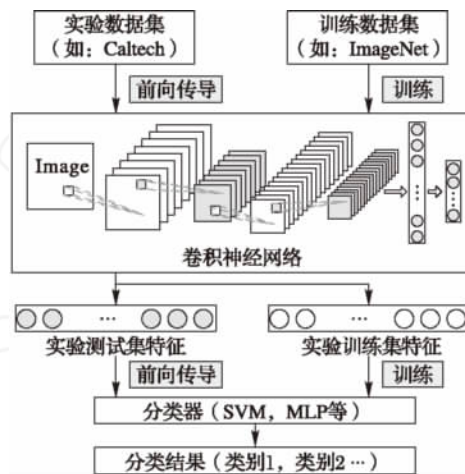 实验数据集
（如：Caltech）
训练数据集
（如：ImageNet）
前向传导
训练
Image
...
...
卷积神经网络
...
...
实验测试集特征
实验训练集特征
前向传导
训练
分类器（SVM，MLP等）
分类结果（类别1，类别2 …）